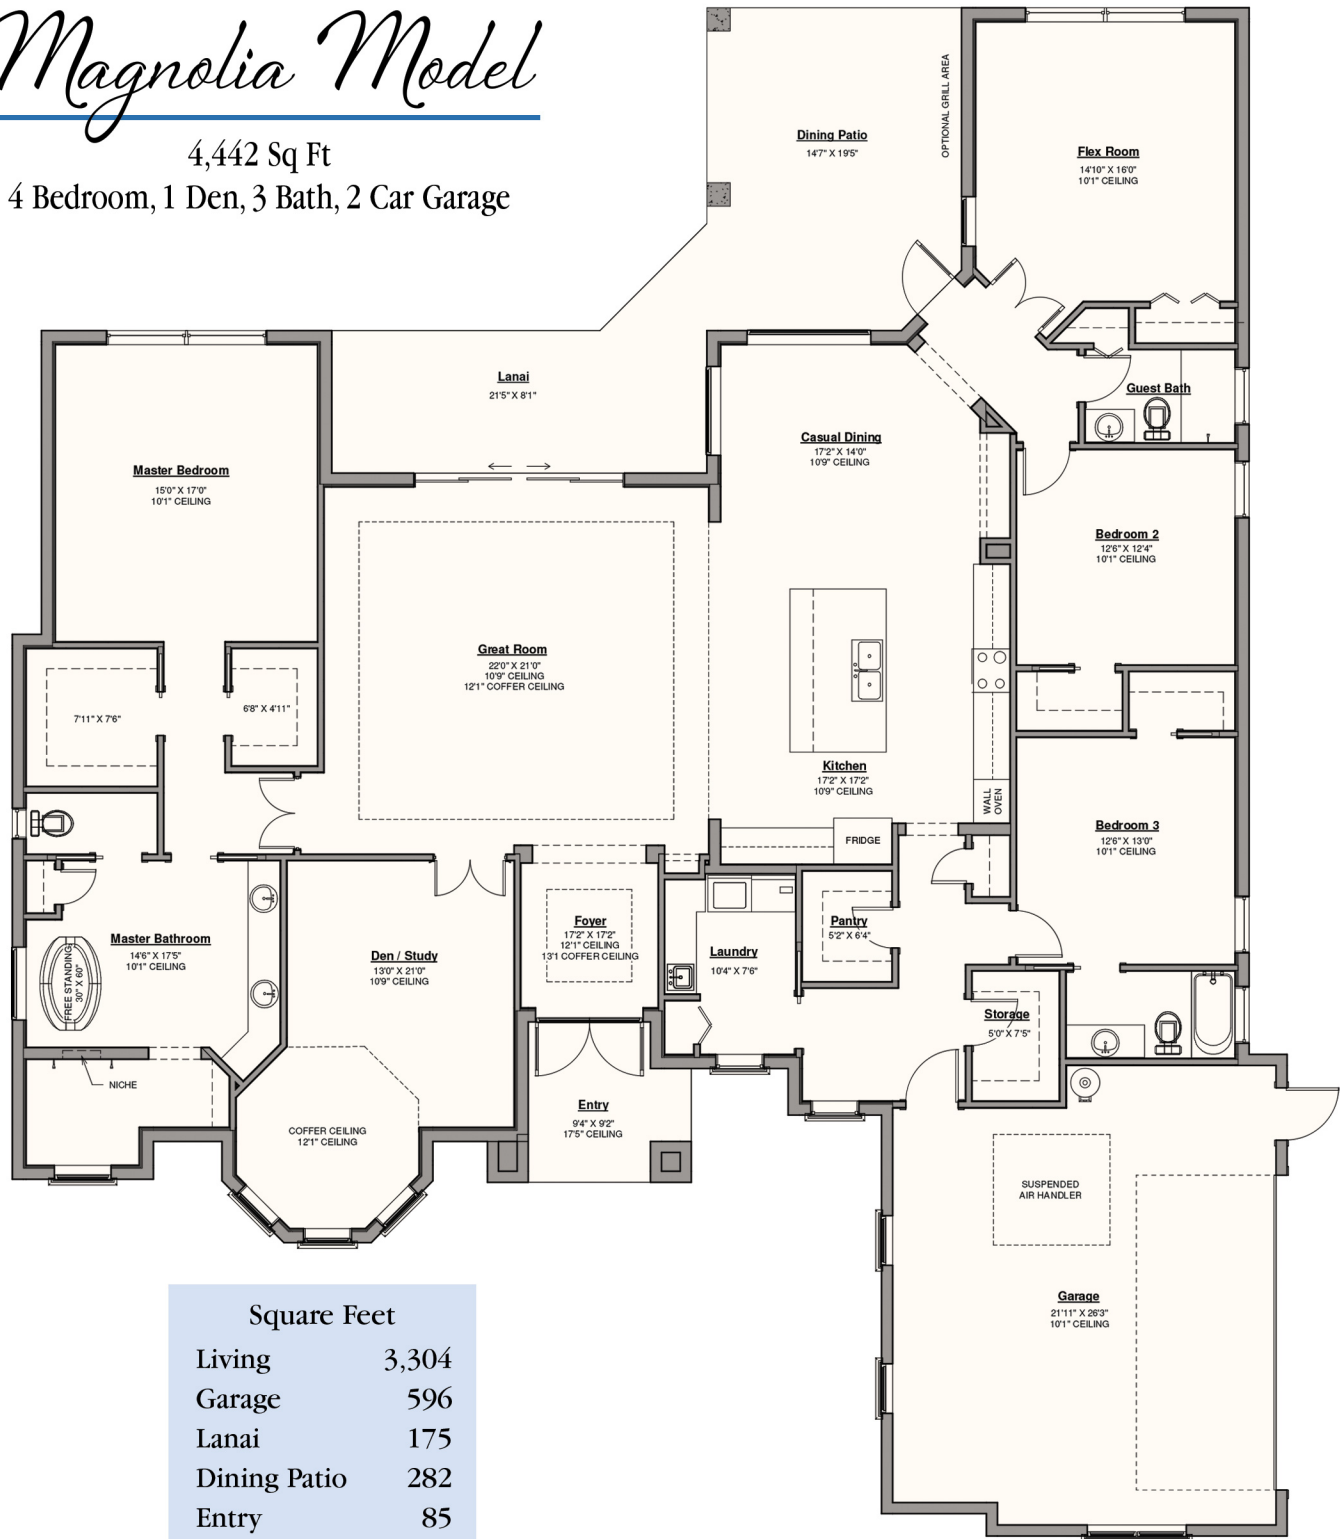 Magnolia Model
4,442 Sq Ft
4 Bedroom, 1 Den, 3 Bath, 2 Car Garage
Dining Patio
14'7" X 19'5"
OPTIONAL GRILL AREA
Flex Room
14'10" X 16'0"
10'1" CEILING
Lanai
21'5" X 8'1"
Guest Bath
Casual Dining
17'2" X 14'0"
10'9" CEILING
Master Bedroom
15'0" X 17'0"
10'1" CEILING
Bedroom 2
12'6" X 12'4"
10'1" CEILING
Great Room
22'0" X 21'0"
10'9" CEILING
12'1" COFFER CEILING
7'11" X 7'6"
6'8" X 4'11"
Kitchen
17'2" X 17'2"
10'9" CEILING
WALL
OVEN
FRIDGE
Bedroom 3
12'6" X 13'0"
10'1" CEILING
Master Bathroom
14'6" X 17'5"
10'1" CEILING
FREE STANDING
30" X 60"
Den / Study
13'0" X 21'0"
10'9" CEILING
Foyer
17'2" X 17'2"
12'1" CEILING
13'1 COFFER CEILING
Laundry
10'4" X 7'6"
Pantry
5'2" X 6'4"
Storage
5'0" X 7'5"
NICHE
COFFER CEILING
12'1" CEILING
Entry
9'4" X 9'2"
17'5" CEILING
SUSPENDED
AIR HANDLER
Garage
21'11" X 26'3"
10'1" CEILING
Square Feet
Living 3,304
Garage 596
Lanai 175
Dining Patio 282
Entry 85